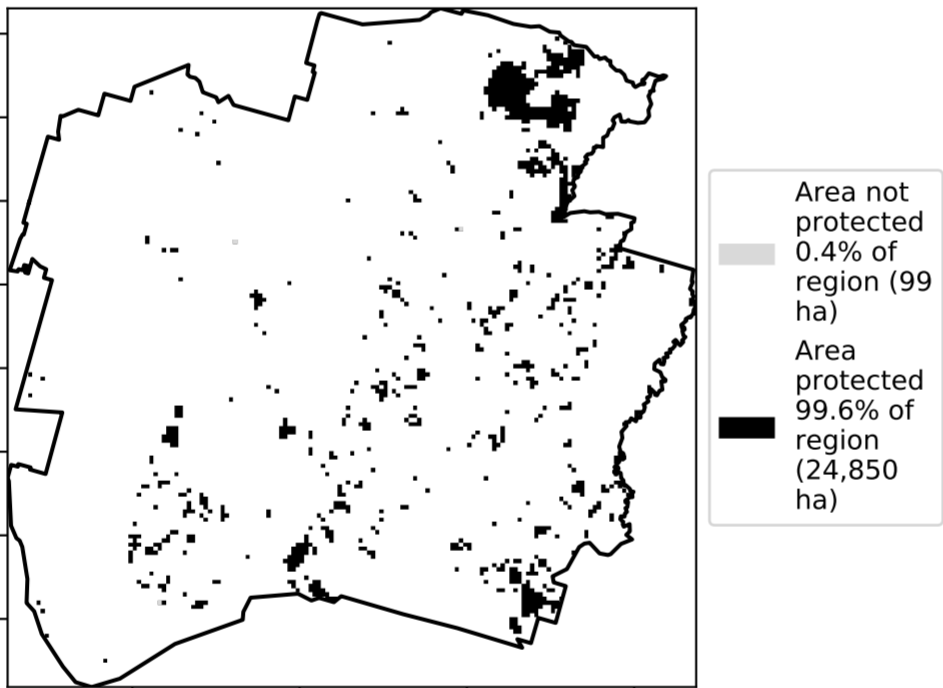 Area not
protected
0.4% of
region (99
ha)
Area
protected
99.6% of
region
(24,850
ha)